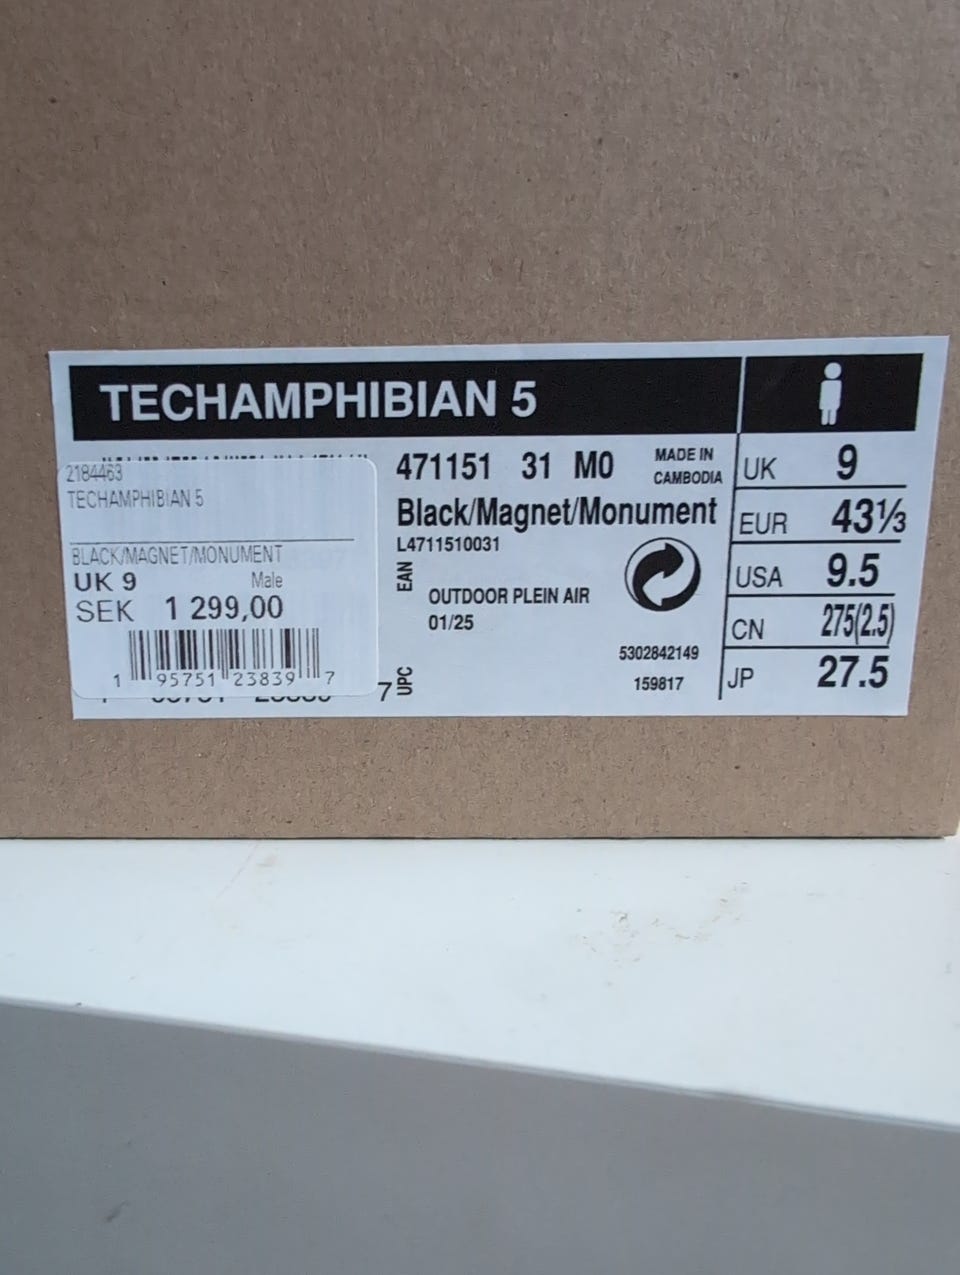 TECHAMPHIBIAN 5
2184463
TECHAMPHIBIAN 5
BLACK/MAGNET/MONUMENT
UK 9 Male
SEK 1 299,00
1 95751 23839 7
471151 31 M0
MADE IN
CAMBODIA
Black/Magnet/Monument
L4711510031
EAN
OUTDOOR PLEIN AIR
01/25
5302842149
159817
7 UPC
UK 9
EUR 43⅓
USA 9.5
CN 275(2.5)
JP 27.5